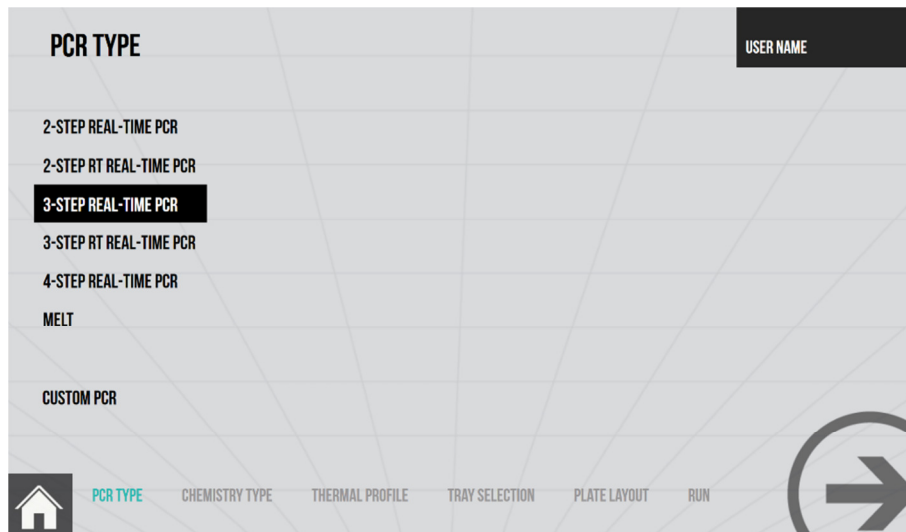 PCR TYPE
USER NAME
2-STEP REAL-TIME PCR
2-STEP RT REAL-TIME PCR
3-STEP REAL-TIME PCR
3-STEP RT REAL-TIME PCR
4-STEP REAL-TIME PCR
MELT
CUSTOM PCR
PCR TYPE CHEMISTRY TYPE THERMAL PROFILE TRAY SELECTION PLATE LAYOUT RUN